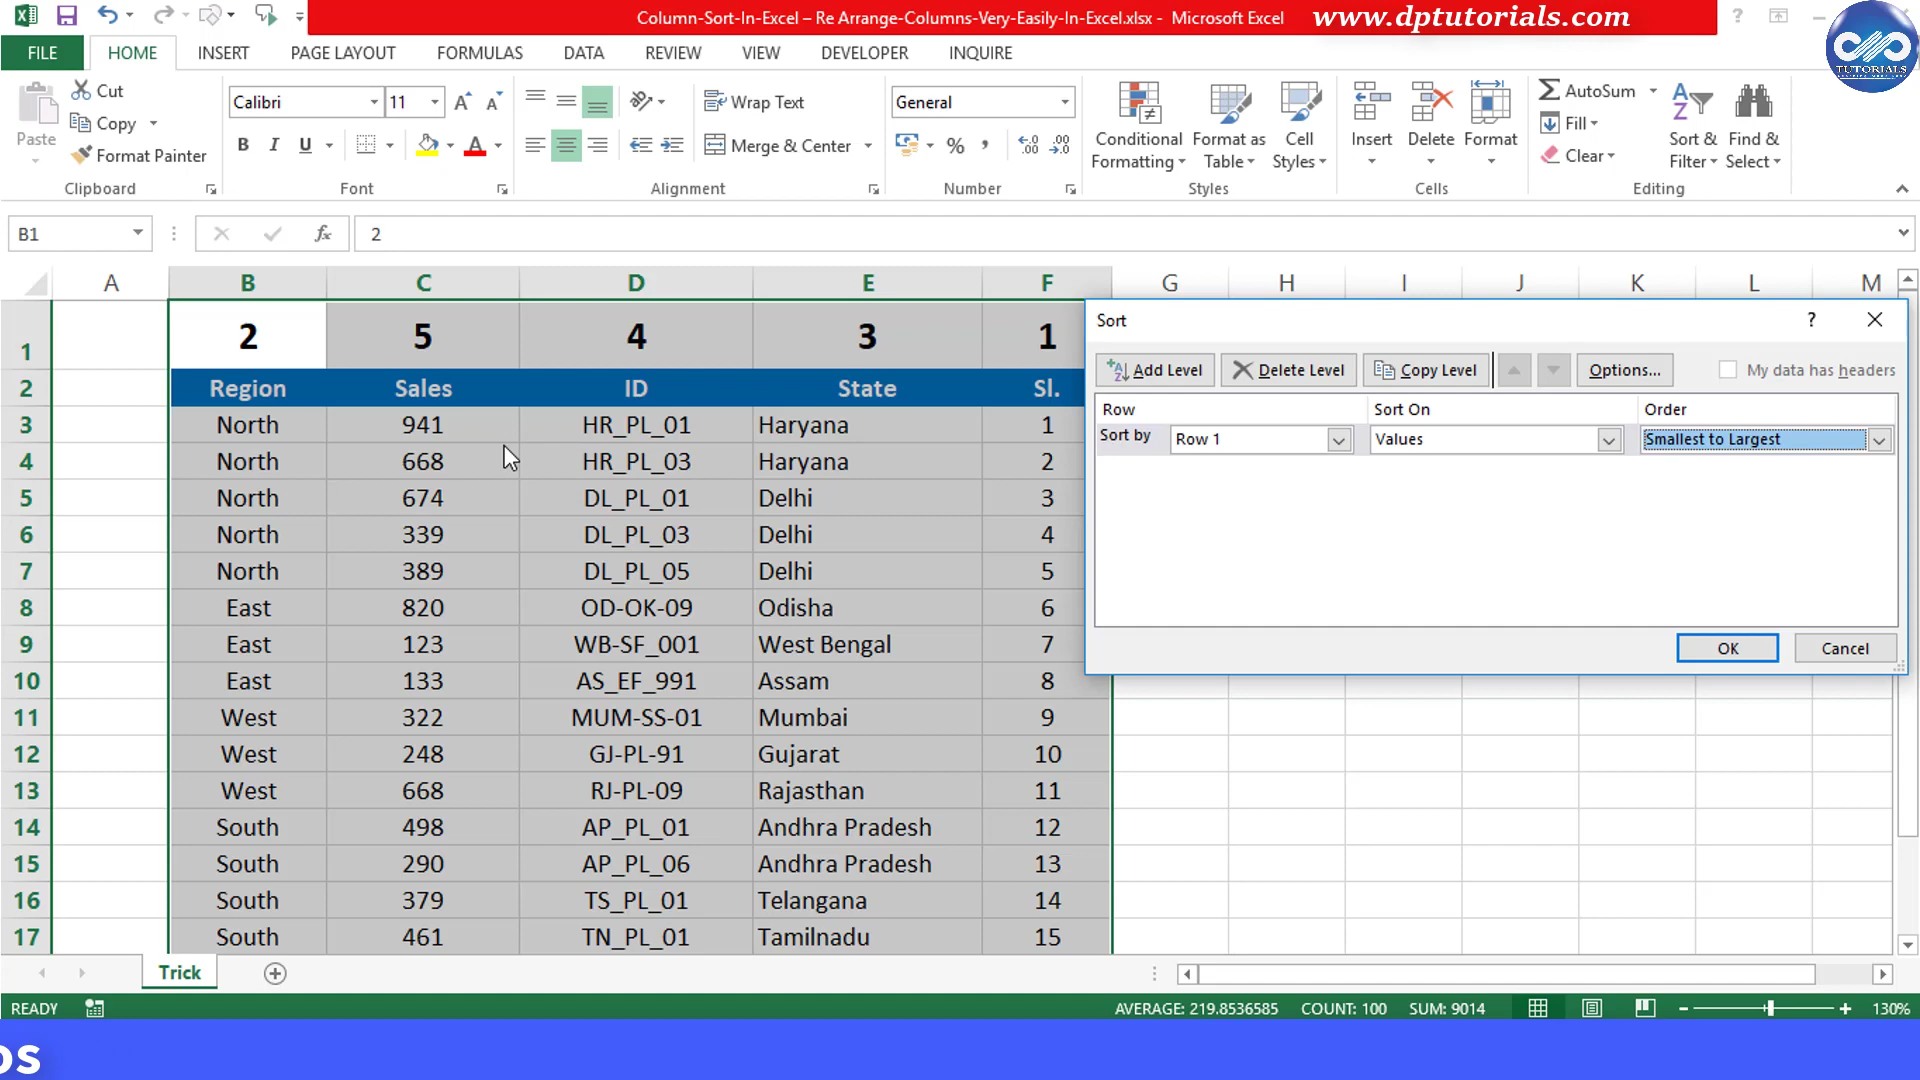 Column-Sort-In-Excel – Re Arrange-Columns-Very-Easily-In-Excel.xlsx - Microsoft Excel
www.dptutorials.com
TUTORIALS
FILE HOME INSERT PAGE LAYOUT FORMULAS DATA REVIEW VIEW DEVELOPER INQUIRE
Paste
Cut
Copy
Format Painter
Clipboard
Calibri 11
B I U
Font
Wrap Text
Merge & Center
Alignment
General
%
Number
Conditional Formatting
Format as Table
Cell Styles
Styles
Insert Delete Format
Cells
AutoSum
Fill
Clear
Sort & Filter
Find & Select
Editing
B1 fx 2
A B C D E F G H I J K L M
1 2 5 4 3 1
2 Region Sales ID State Sl.
3 North 941 HR_PL_01 Haryana 1
4 North 668 HR_PL_03 Haryana 2
5 North 674 DL_PL_01 Delhi 3
6 North 339 DL_PL_03 Delhi 4
7 North 389 DL_PL_05 Delhi 5
8 East 820 OD-OK-09 Odisha 6
9 East 123 WB-SF_001 West Bengal 7
10 East 133 AS_EF_991 Assam 8
11 West 322 MUM-SS-01 Mumbai 9
12 West 248 GJ-PL-91 Gujarat 10
13 West 668 RJ-PL-09 Rajasthan 11
14 South 498 AP_PL_01 Andhra Pradesh 12
15 South 290 AP_PL_06 Andhra Pradesh 13
16 South 379 TS_PL_01 Telangana 14
17 South 461 TN_PL_01 Tamilnadu 15
Sort ?
Add Level Delete Level Copy Level Options... My data has headers
Row Sort On Order
Sort by Row 1 Values Smallest to Largest
OK Cancel
Trick
READY AVERAGE: 219.8536585 COUNT: 100 SUM: 9014 130%
os